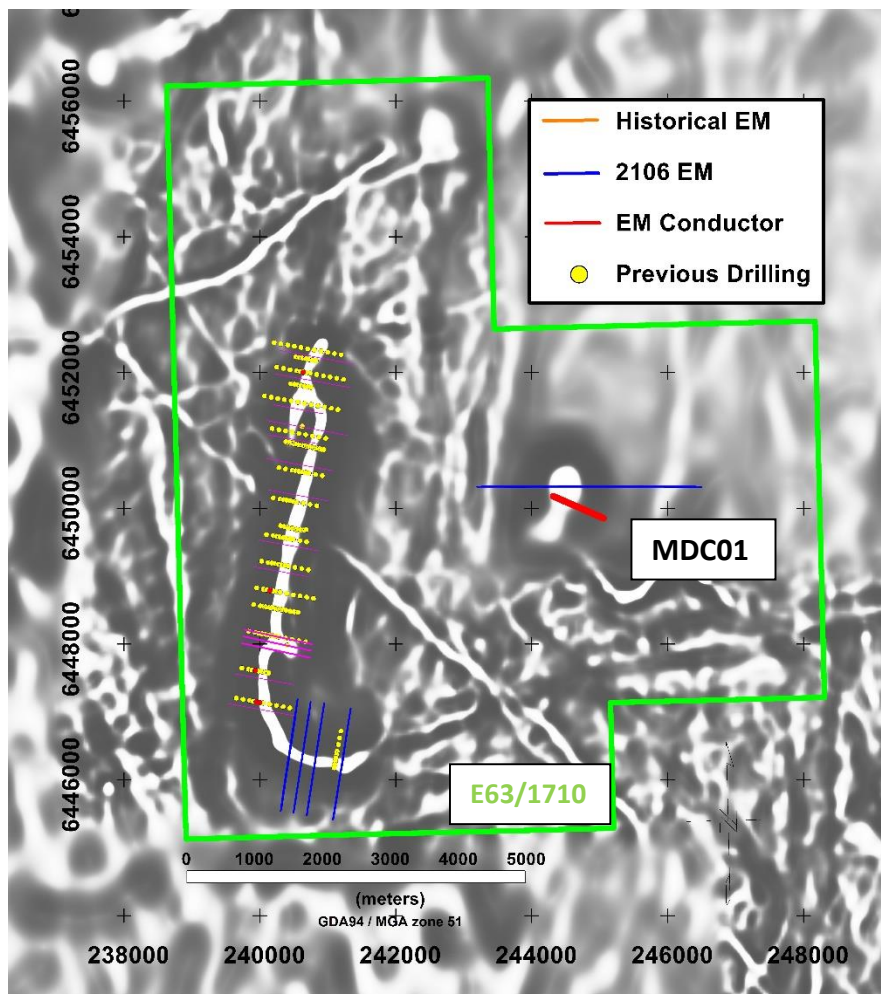 Historical EM
2106 EM
EM Conductor
Previous Drilling
6456000
6454000
6452000
6450000
6448000
6446000
MDC01
E63/1710
0 1000 2000 3000 4000 5000
(meters)
GDA94 / MGA zone 51
238000 240000 242000 244000 246000 248000